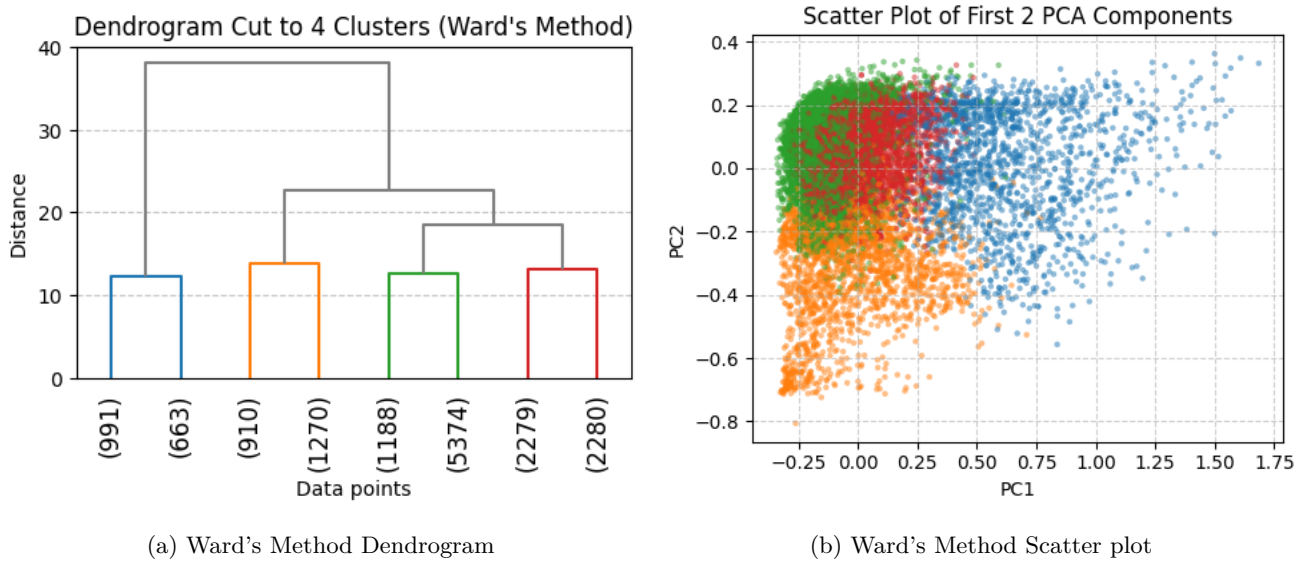 Dendrogram Cut to 4 Clusters (Ward's Method)
40
30
20
10
0
Distance
(991)
(663)
(910)
(1270)
(1188)
(5374)
(2279)
(2280)
Data points
(a) Ward's Method Dendrogram
Scatter Plot of First 2 PCA Components
0.4
0.2
0.0
−0.2
−0.4
−0.6
−0.8
PC2
−0.25 0.00 0.25 0.50 0.75 1.00 1.25 1.50 1.75
PC1
(b) Ward's Method Scatter plot